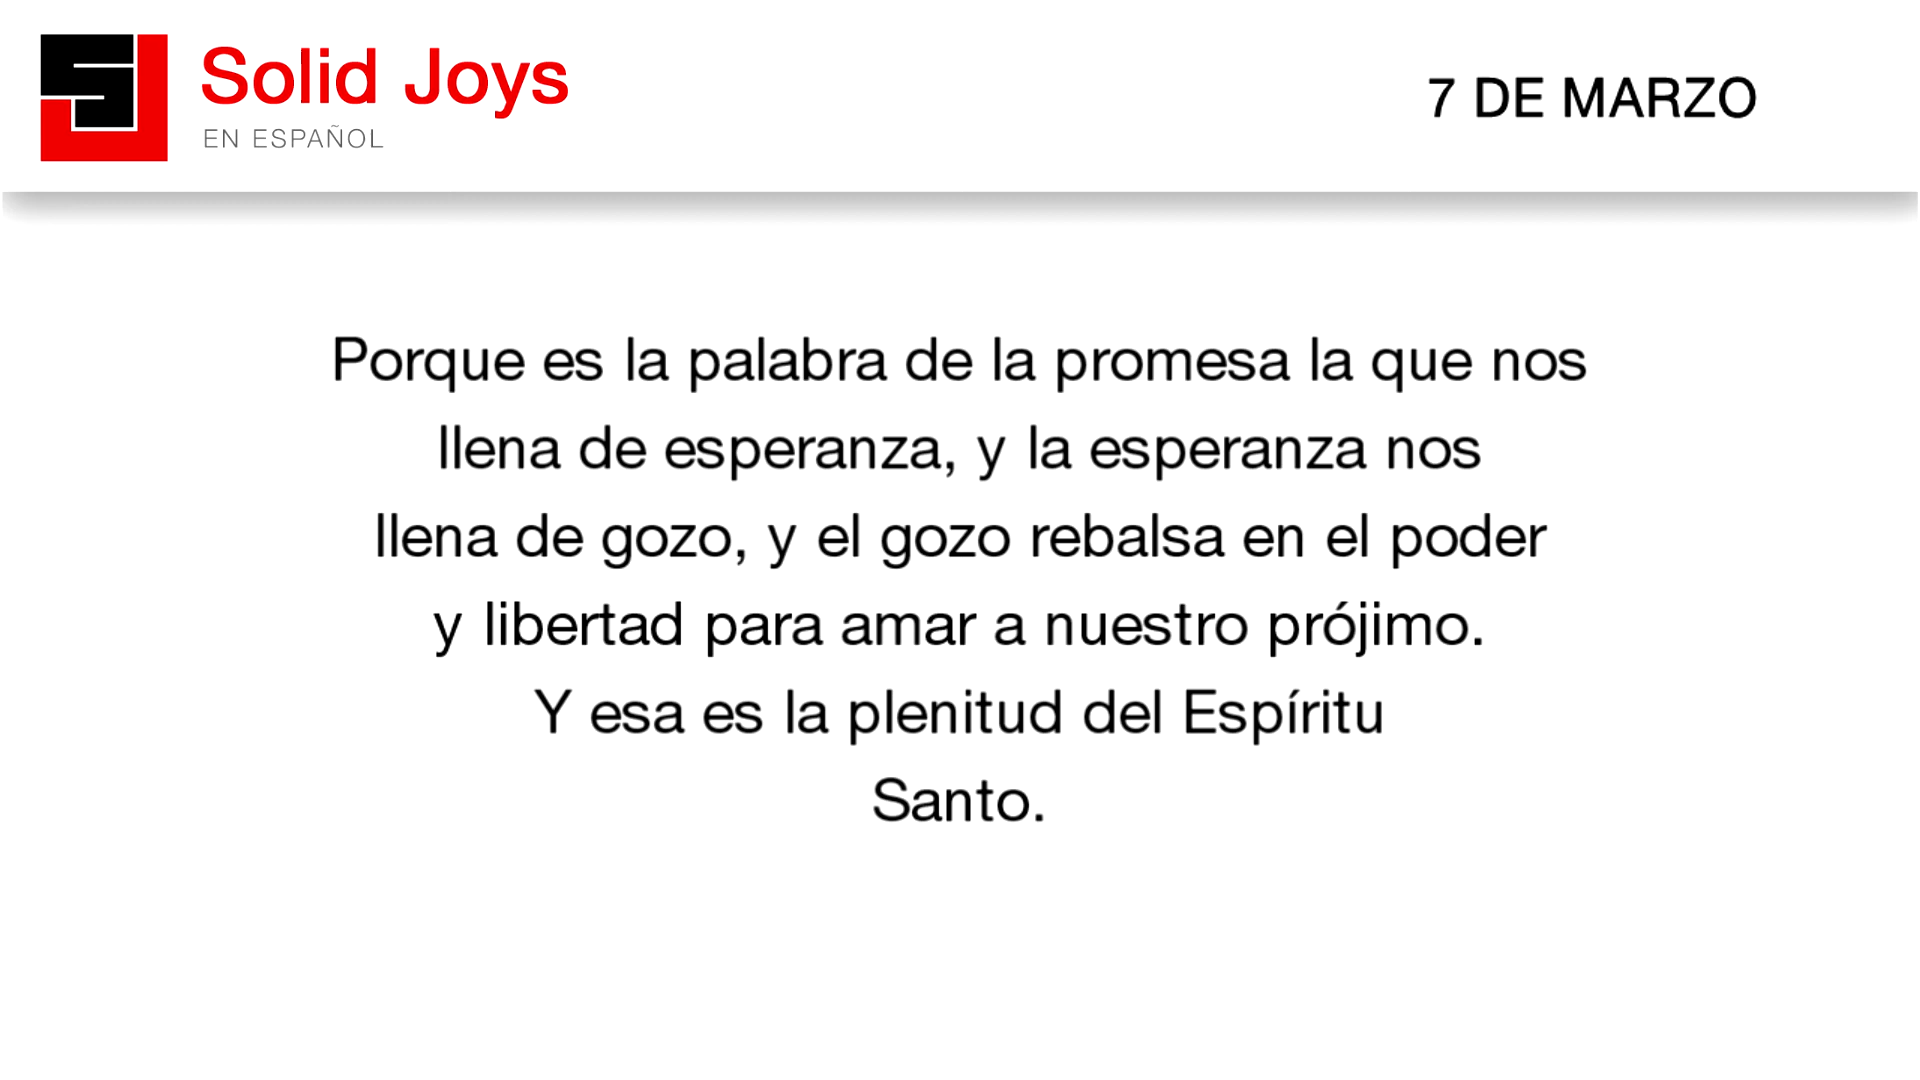 Solid Joys
EN ESPAÑOL
7 DE MARZO
Porque es la palabra de la promesa la que nos
llena de esperanza, y la esperanza nos
llena de gozo, y el gozo rebalsa en el poder
y libertad para amar a nuestro prójimo.
Y esa es la plenitud del Espíritu
Santo.